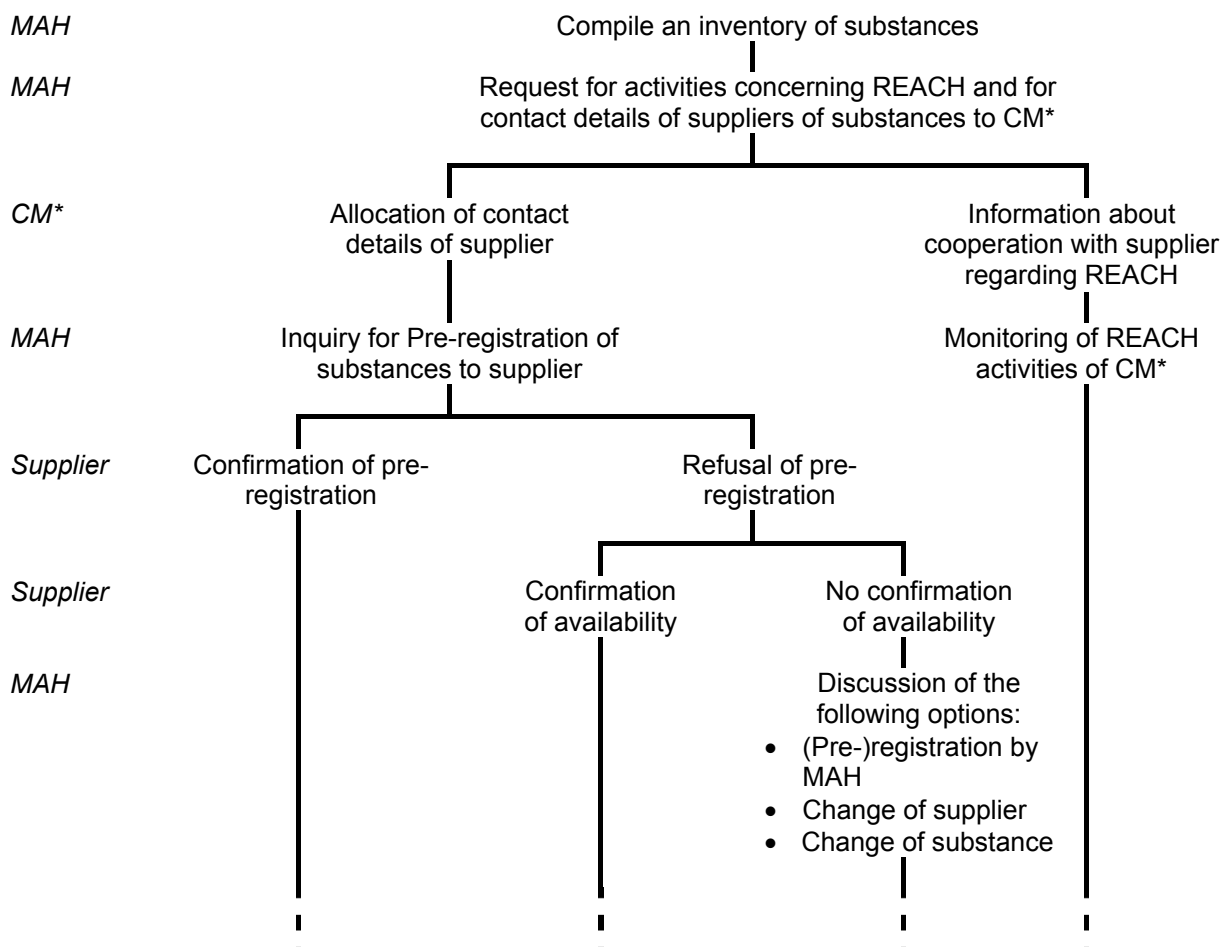 MAH
Compile an inventory of substances
MAH
Request for activities concerning REACH and for
contact details of suppliers of substances to CM*
CM*
Allocation of contact
details of supplier
Information about
cooperation with supplier
regarding REACH
MAH
Inquiry for Pre-registration of
substances to supplier
Monitoring of REACH
activities of CM*
Supplier
Confirmation of pre-
registration
Refusal of pre-
registration
Supplier
Confirmation
of availability
No confirmation
of availability
MAH
Discussion of the
following options:
• (Pre-)registration by
MAH
• Change of supplier
• Change of substance